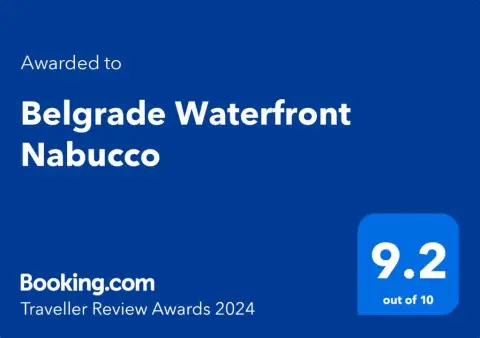 Awarded to
Belgrade Waterfront
Nabucco
9.2
out of 10
Booking.com
Traveller Review Awards 2024